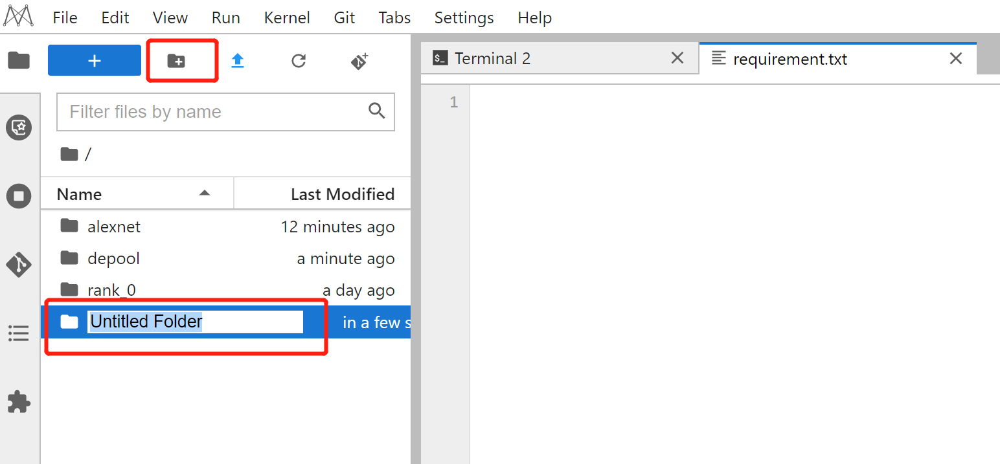 File Edit View Run Kernel Git Tabs Settings Help
Terminal 2 requirement.txt
Filter files by name
/
Name Last Modified
alexnet 12 minutes ago
depool a minute ago
rank_0 a day ago
Untitled Folder in a few s
1